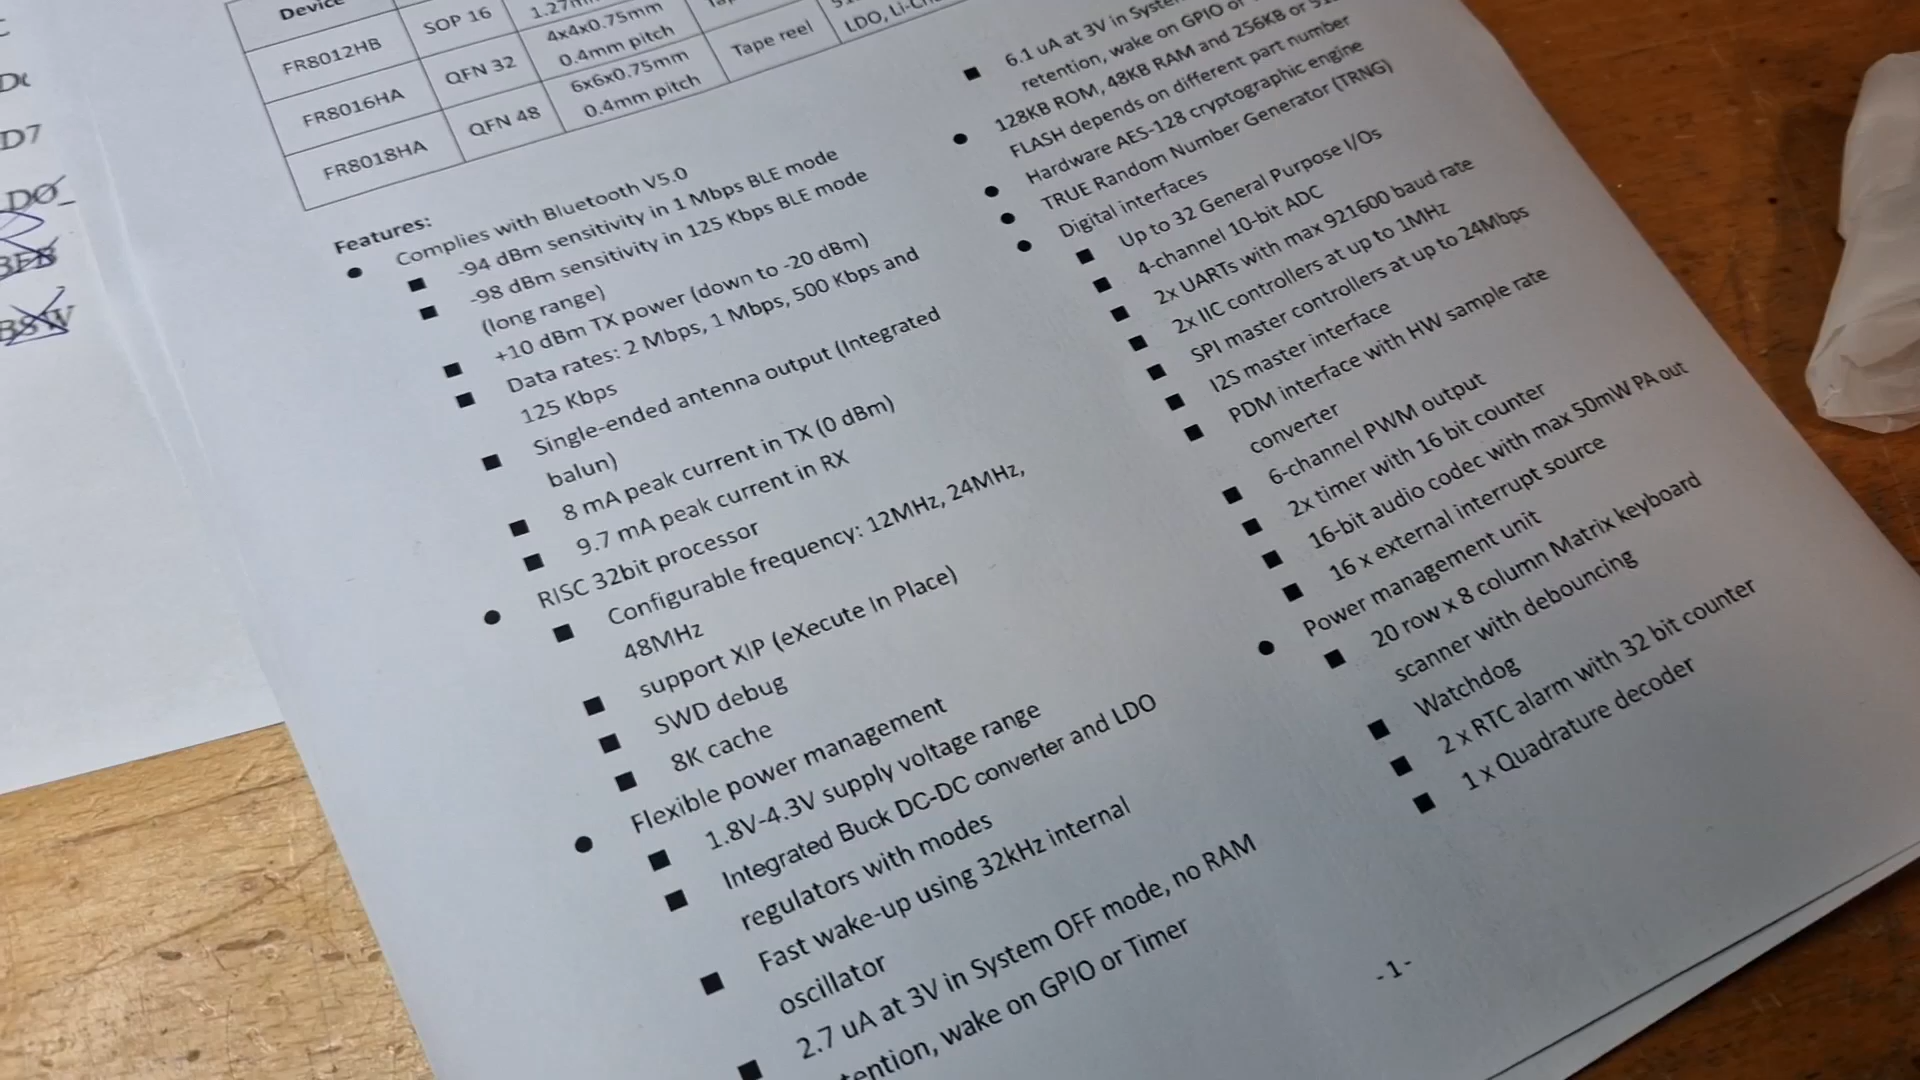 D7
DO
Device
FR8012HB
SOP 16
FR8016HA
QFN 32
4x4x0.75mm
0.4mm pitch
FR8018HA
QFN 48
6x6x0.75mm
0.4mm pitch
Tape reel
Features:
● Complies with Bluetooth V5.0
■ -94 dBm sensitivity in 1 Mbps BLE mode
■ -98 dBm sensitivity in 125 Kbps BLE mode
(long range)
■ +10 dBm TX power (down to -20 dBm)
■ Data rates: 2 Mbps, 1 Mbps, 500 Kbps and
125 Kbps
■ Single-ended antenna output (Integrated
balun)
■ 8 mA peak current in TX (0 dBm)
■ 9.7 mA peak current in RX
● RISC 32bit processor
■ Configurable frequency: 12MHz, 24MHz,
48MHz
■ support XIP (eXecute In Place)
■ SWD debug
■ 8K cache
● Flexible power management
■ 1.8V-4.3V supply voltage range
■ Integrated Buck DC-DC converter and LDO
regulators with modes
■ Fast wake-up using 32kHz internal
oscillator
■ 2.7 uA at 3V in System OFF mode, no RAM
tention, wake on GPIO or Timer
■ 6.1 uA at 3V in System
retention, wake on GPIO or
● 128KB ROM, 48KB RAM and 256KB or
FLASH depends on different part number
● Hardware AES-128 cryptographic engine
● TRUE Random Number Generator (TRNG)
● Digital interfaces
■ Up to 32 General Purpose I/Os
■ 4-channel 10-bit ADC
■ 2x UARTs with max 921600 baud rate
■ 2x IIC controllers at up to 1MHz
■ SPI master controllers at up to 24Mbps
■ I2S master interface
■ PDM interface with HW sample rate
converter
■ 6-channel PWM output
■ 2x timer with 16 bit counter
■ 16-bit audio codec with max 50mW PA out
■ 16 x external interrupt source
● Power management unit
■ 20 row x 8 column Matrix keyboard
scanner with debouncing
■ Watchdog
■ 2 x RTC alarm with 32 bit counter
■ 1 x Quadrature decoder
-1-